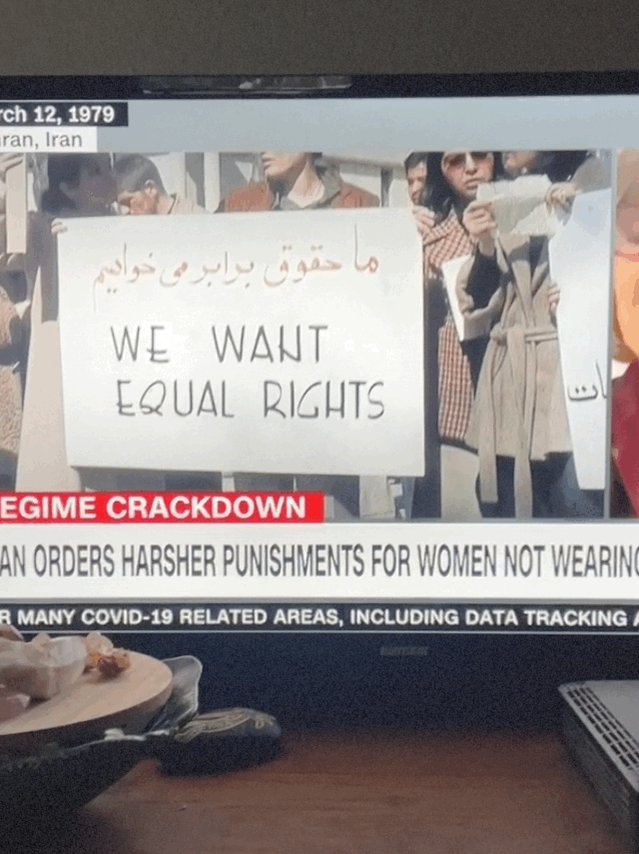 rch 12, 1979
ran, Iran
ما حقوق برابر می خواهیم
WE WANT
EQUAL RIGHTS
EGIME CRACKDOWN
AN ORDERS HARSHER PUNISHMENTS FOR WOMEN NOT WEARING
R MANY COVID-19 RELATED AREAS, INCLUDING DATA TRACKING